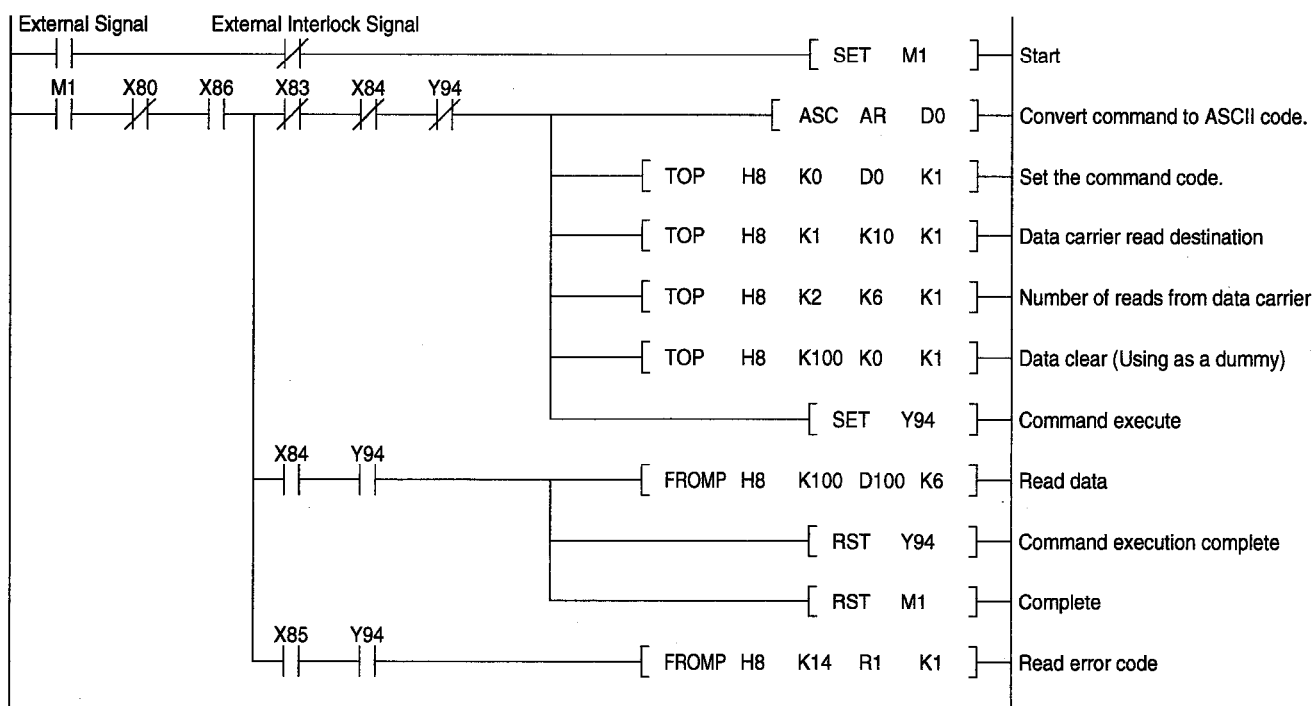 External Signal External Interlock Signal
SET M1 Start
M1 X80 X86 X83 X84 Y94
ASC AR D0 Convert command to ASCII code.
TOP H8 K0 D0 K1 Set the command code.
TOP H8 K1 K10 K1 Data carrier read destination
TOP H8 K2 K6 K1 Number of reads from data carrier
TOP H8 K100 K0 K1 Data clear (Using as a dummy)
SET Y94 Command execute
X84 Y94
FROMP H8 K100 D100 K6 Read data
RST Y94 Command execution complete
RST M1 Complete
X85 Y94
FROMP H8 K14 R1 K1 Read error code